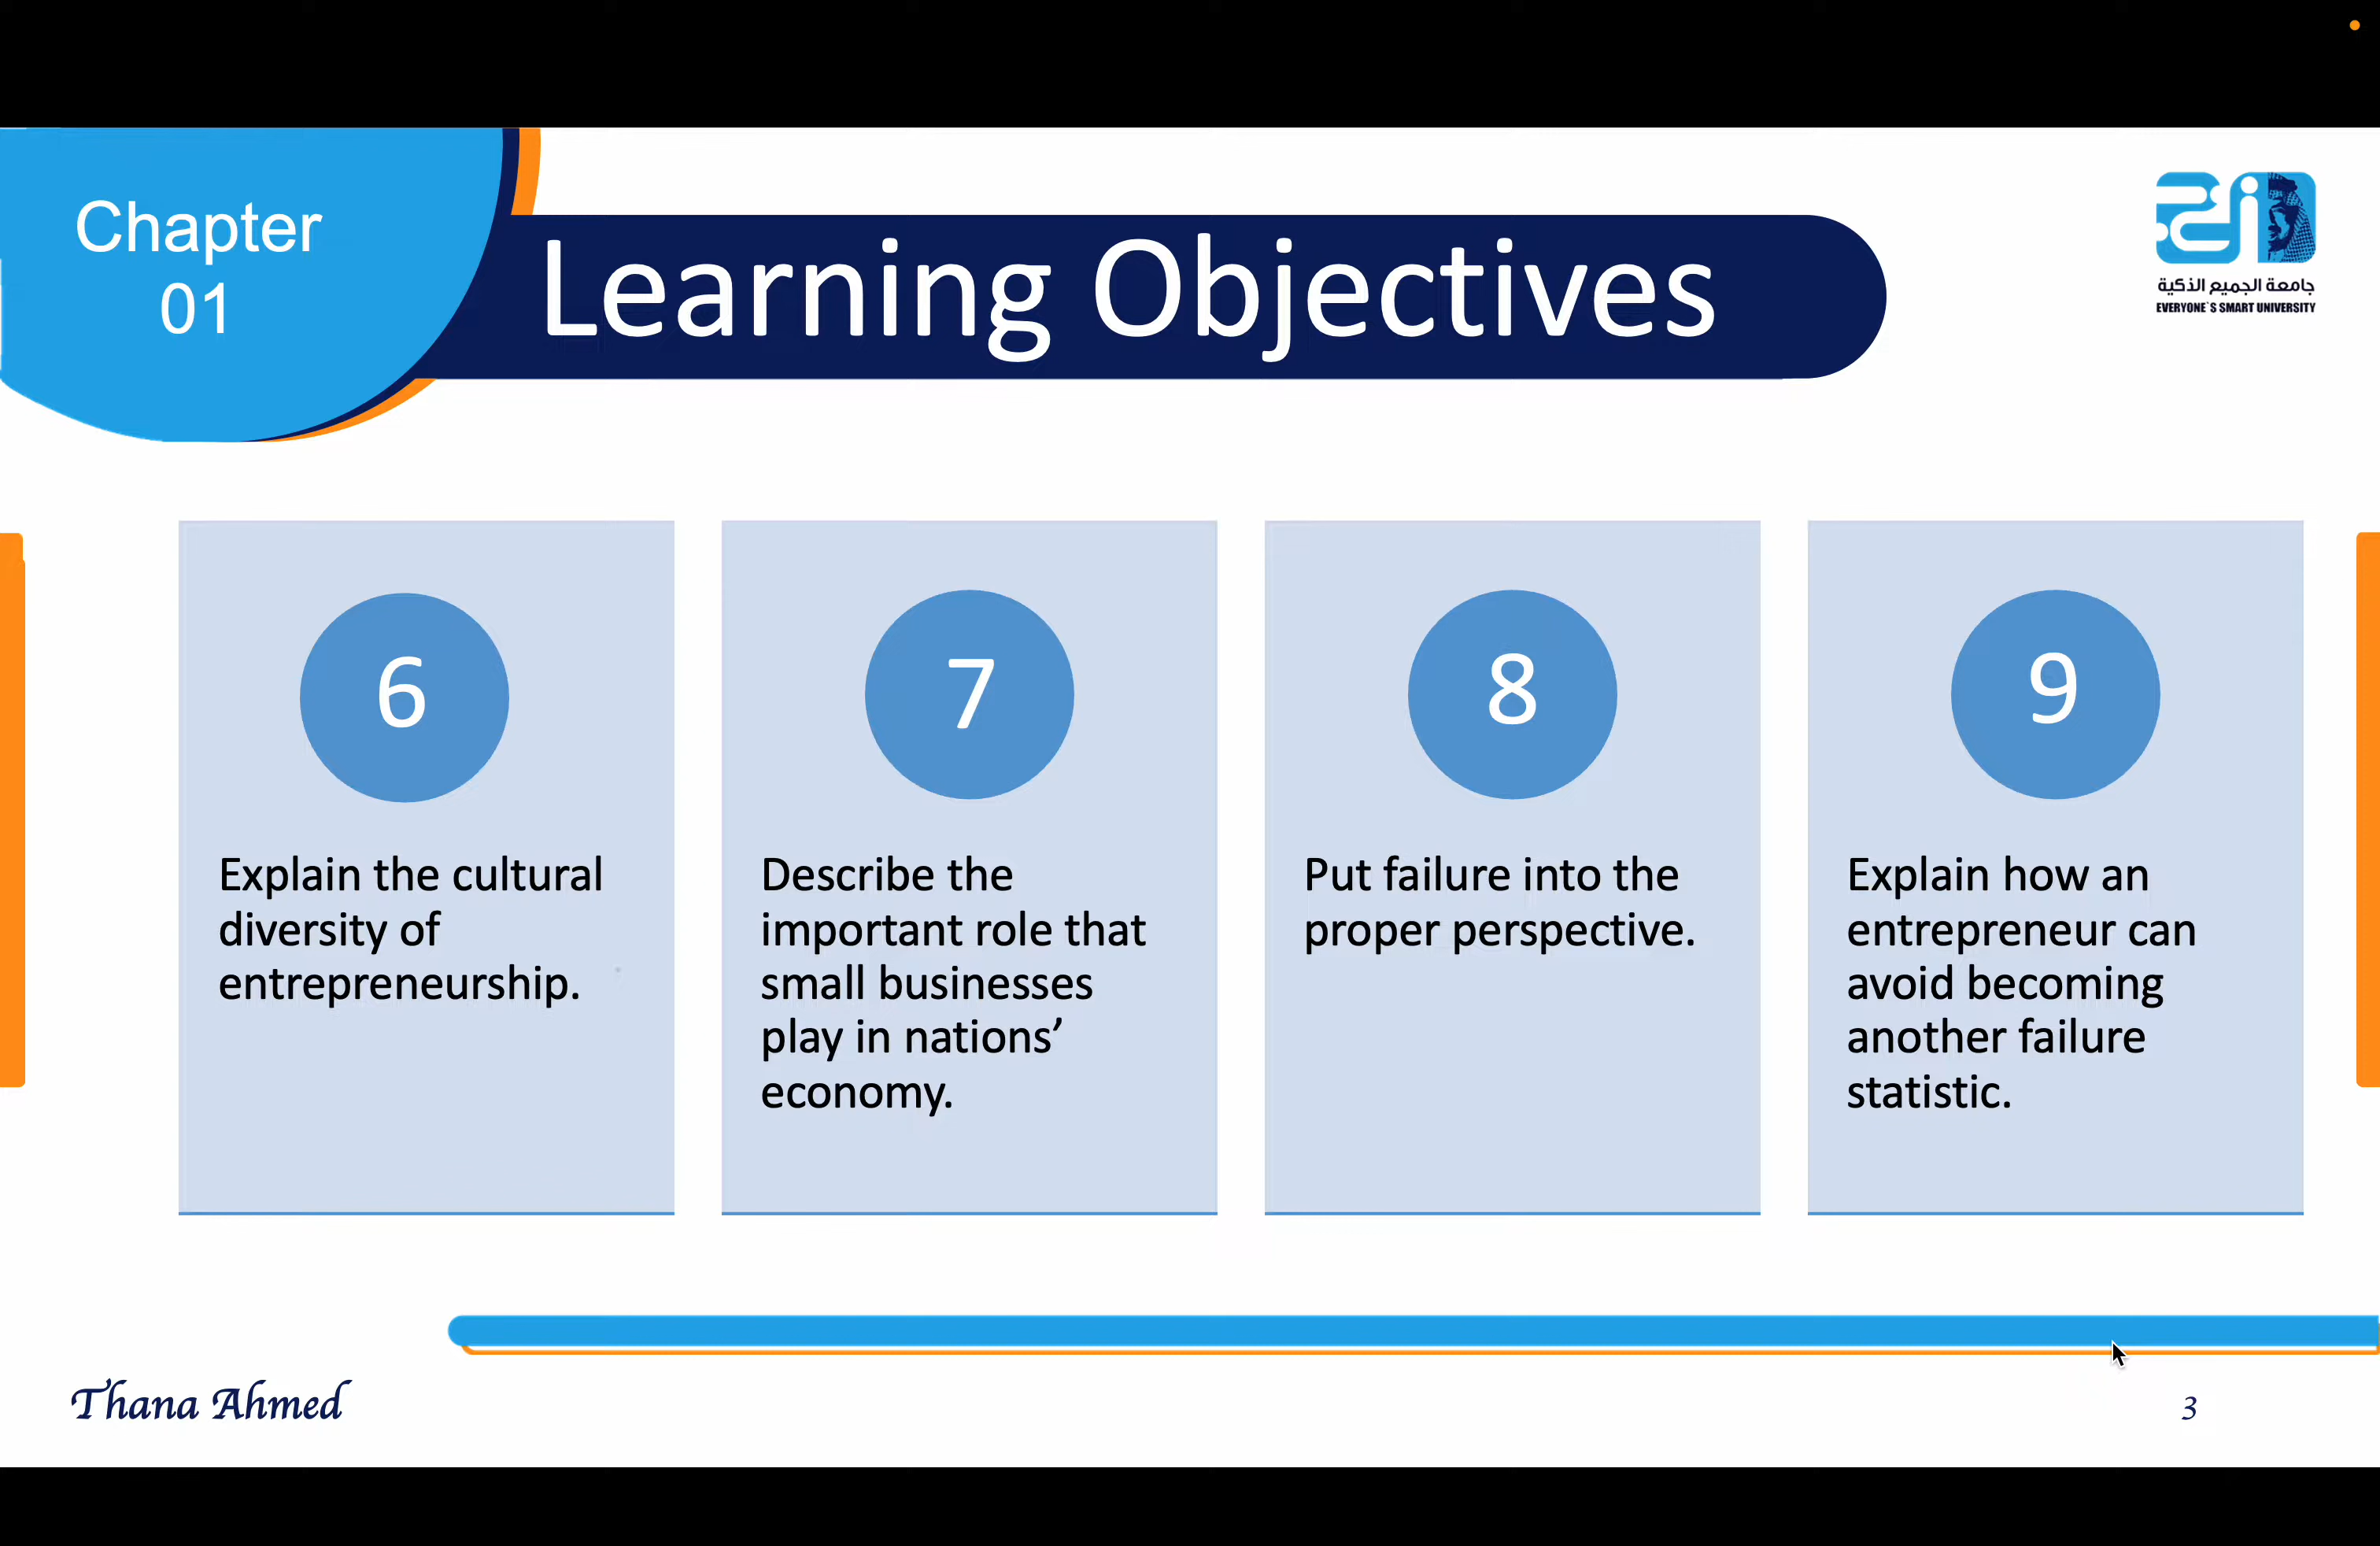 Chapter
01
Learning Objectives
جامعة الجميع الذكية
EVERYONE`S SMART UNIVERSITY
6
Explain the cultural
diversity of
entrepreneurship.
7
Describe the
important role that
small businesses
play in nations’
economy.
8
Put failure into the
proper perspective.
9
Explain how an
entrepreneur can
avoid becoming
another failure
statistic.
Thana Ahmed
3